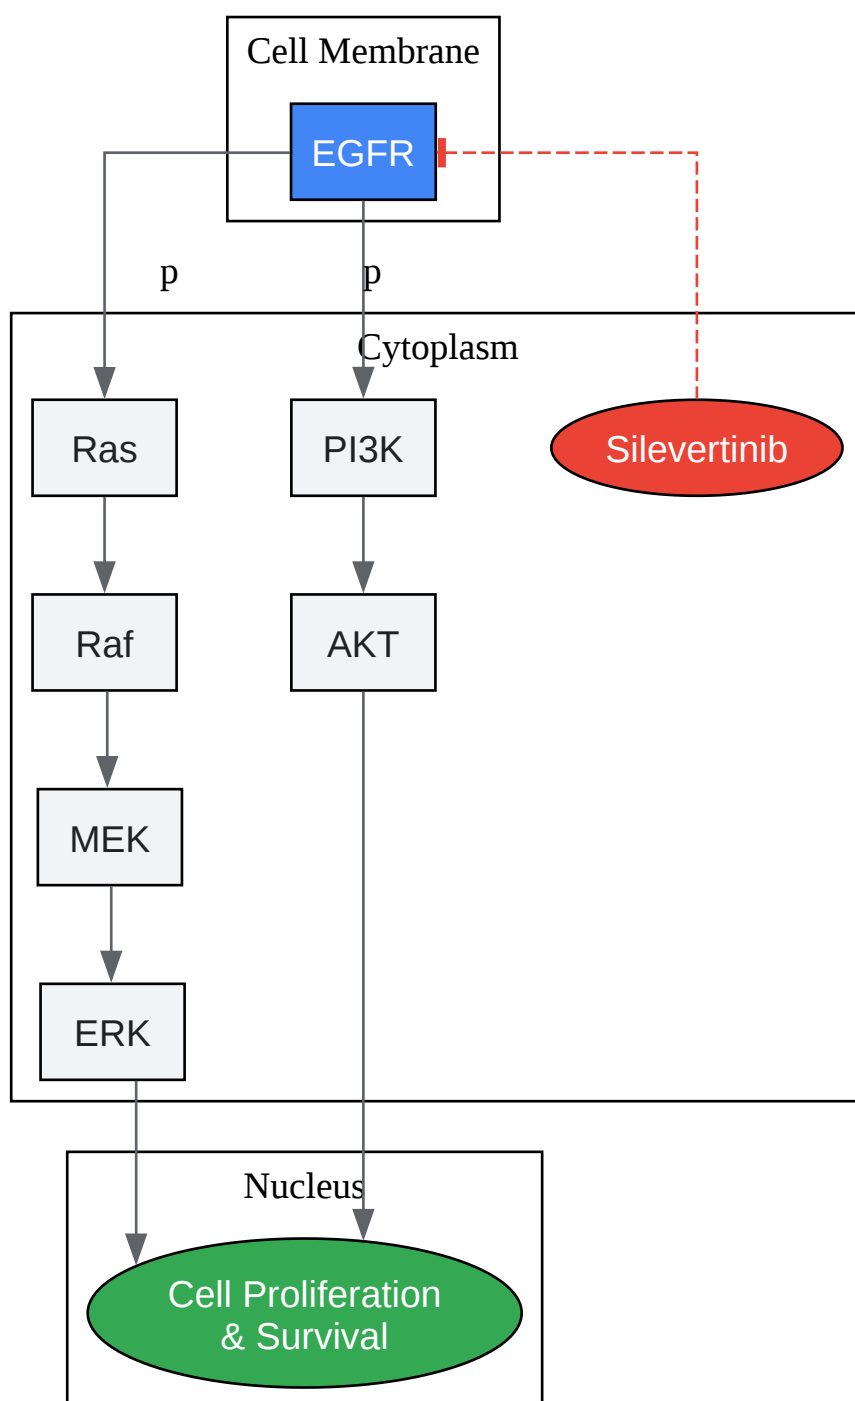 Cell Membrane
EGFR
p
p
Cytoplasm
Ras
PI3K
Silevertinib
Raf
AKT
MEK
ERK
Nucleus
Cell Proliferation
& Survival